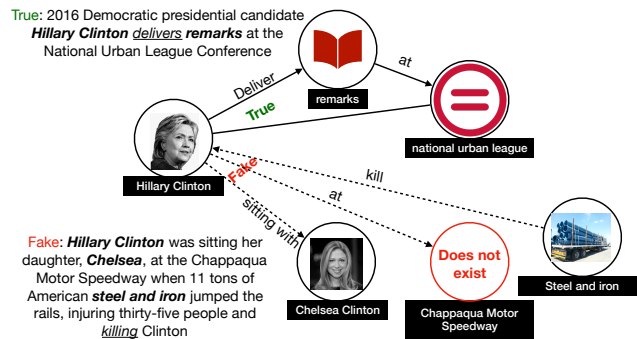 True: 2016 Democratic presidential candidate
Hillary Clinton delivers remarks at the
National Urban League Conference
Deliver
at
remarks
True
national urban league
Hillary Clinton
Fake
kill
at
sitting with
Fake: Hillary Clinton was sitting her
daughter, Chelsea, at the Chappaqua
Motor Speedway when 11 tons of
American steel and iron jumped the
rails, injuring thirty-five people and
killing Clinton
Chelsea Clinton
Does not
exist
Chappaqua Motor
Speedway
Steel and iron